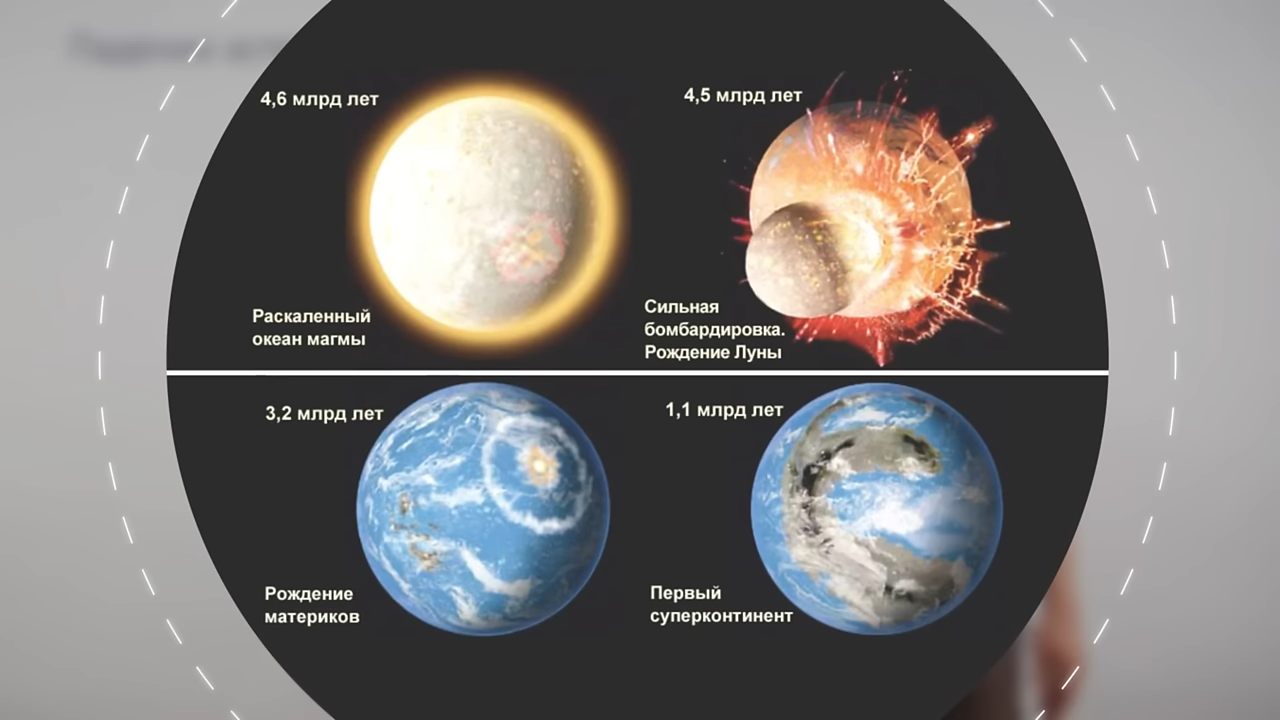 4,6 млрд лет
4,5 млрд лет
Раскаленный
океан магмы
Сильная
бомбардировка.
Рождение Луны
3,2 млрд лет
1,1 млрд лет
Рождение
материков
Первый
суперконтинент